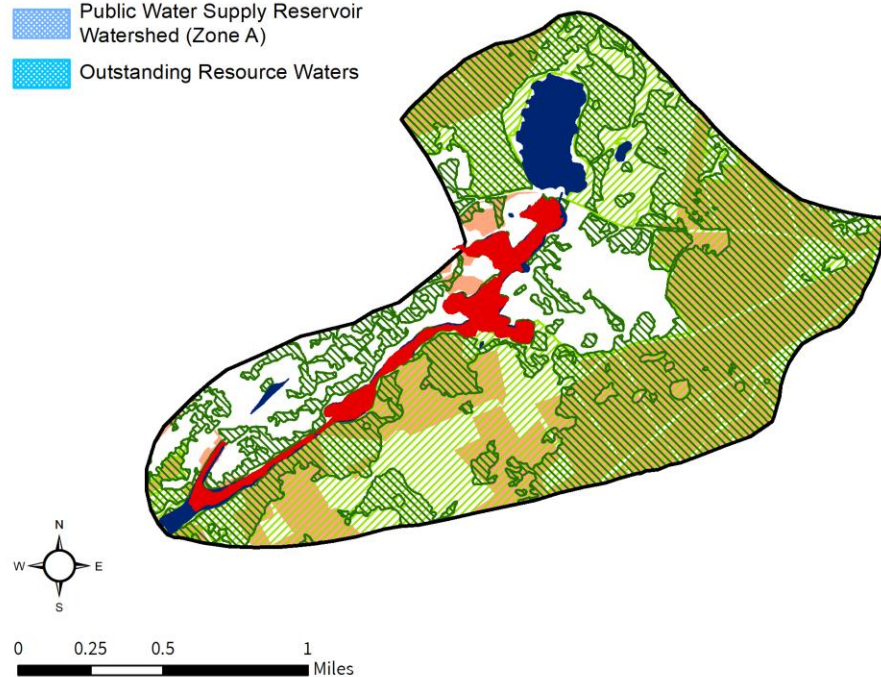 Public Water Supply Reservoir
Watershed (Zone A)
Outstanding Resource Waters
N
W E
S
0 0.25 0.5 1
Miles